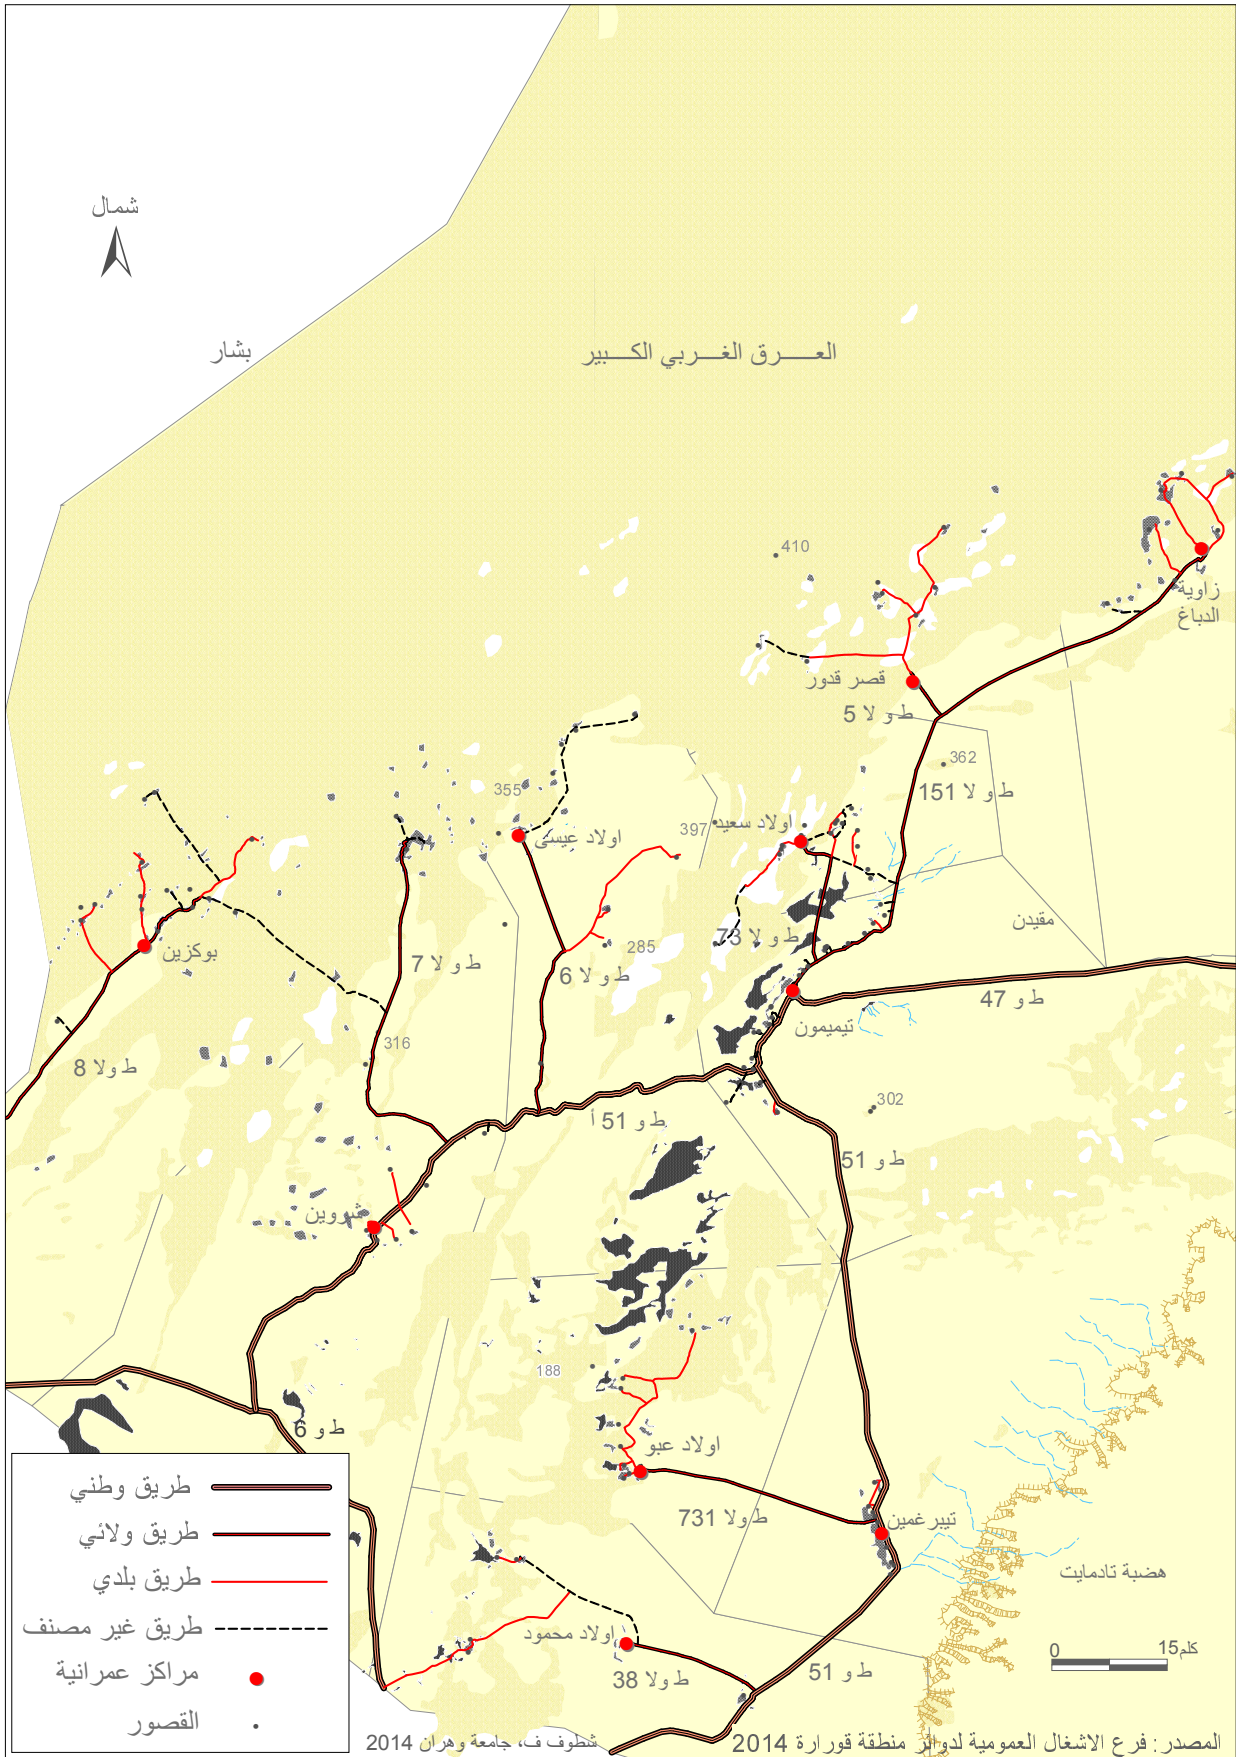 شمال
بشار
العـــرق الغـــربي الكـــبير
410
زاوية
الدباغ
قصر قدور
ط و لا 5
362
ط و لا 151
355
اولاد عيسى
397
اولاد سعيد
مقيدن
بوكزين
ط و لا 7
285
ط و لا 6
ط و لا 73
ط و 47
تيميمون
316
ط ولا 8
302
ط و 51 أ
ط و 51
شروين
188
ط و 6
اولاد عبو
ط ولا 731
تيبرغمين
هضبة تادمايت
اولاد محمود
ط ولا 38
ط و 51
0 15كلم
طريق وطني
طريق ولائي
طريق بلدي
طريق غير مصنف
مراكز عمرانية
القصور
شطوف ف، جامعة وهران 2014
المصدر: فرع الاشغال العمومية لدوائر منطقة قورارة 2014